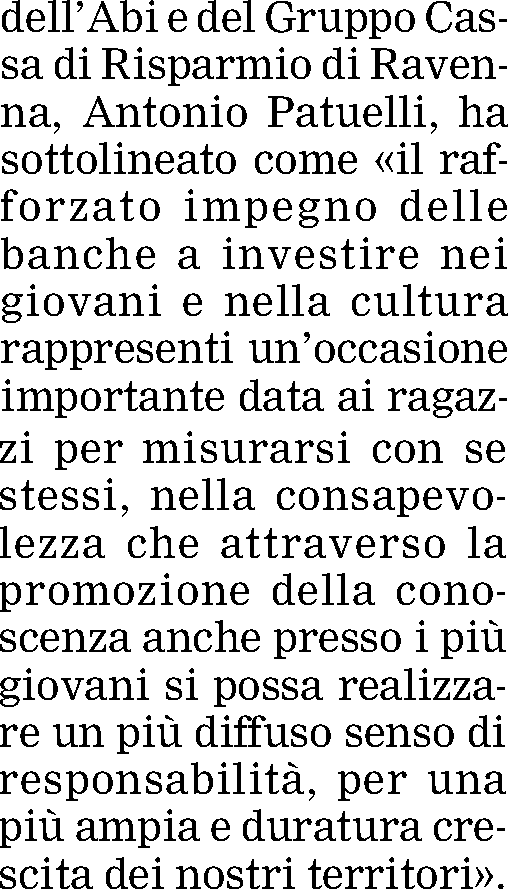 dell'Abi e del Gruppo Cas-
sa di Risparmio di Raven-
na, Antonio Patuelli, ha
sottolineato come «il raf-
forzato impegno delle
banche a investire nei
giovani e nella cultura
rappresenti un'occasione
importante data ai ragaz-
zi per misurarsi con se
stessi, nella consapevo-
lezza che attraverso la
promozione della cono-
scenza anche presso i più
giovani si possa realizza-
re un più diffuso senso di
responsabilità, per una
più ampia e duratura cre-
scita dei nostri territori».